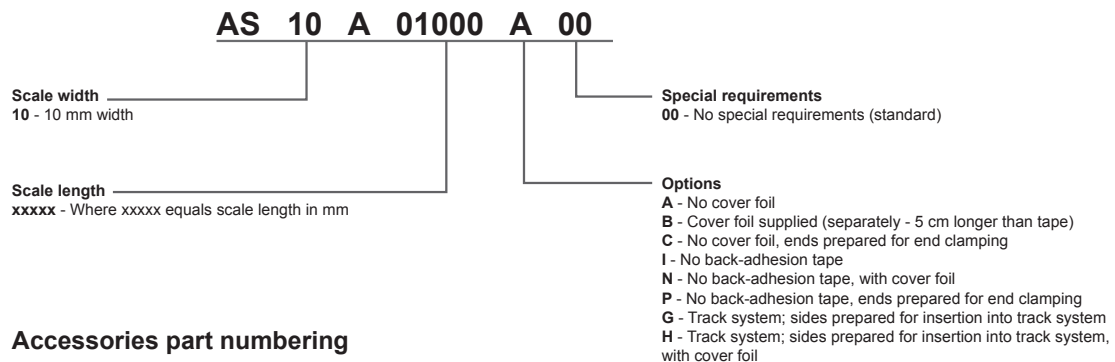 AS 10 A 01000 A 00
Scale width
10 - 10 mm width
Scale length
xxxxx - Where xxxxx equals scale length in mm
Special requirements
00 - No special requirements (standard)
Options
A - No cover foil
B - Cover foil supplied (separately - 5 cm longer than tape)
C - No cover foil, ends prepared for end clamping
I - No back-adhesion tape
N - No back-adhesion tape, with cover foil
P - No back-adhesion tape, ends prepared for end clamping
G - Track system; sides prepared for insertion into track system
H - Track system; sides prepared for insertion into track system,
with cover foil
Accessories part numbering